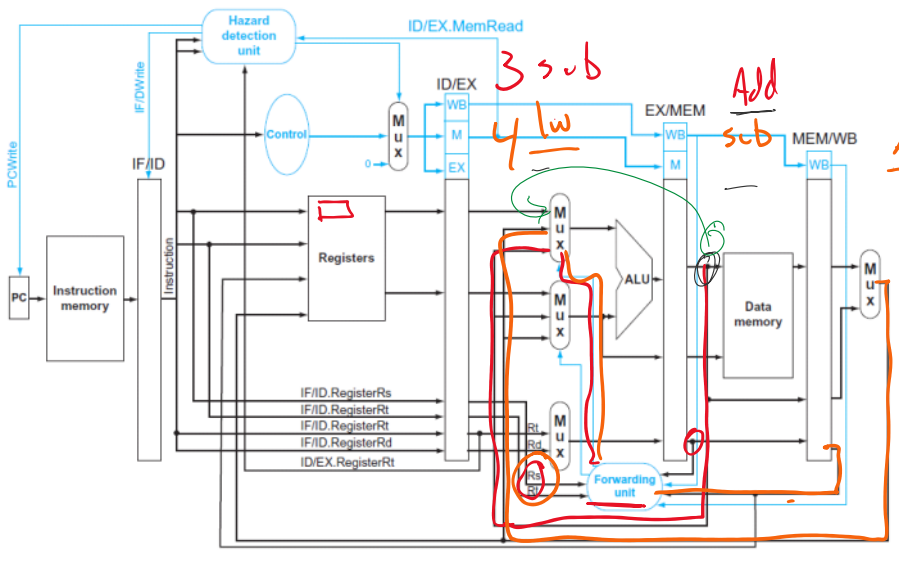 Hazard
detection
unit
ID/EX.MemRead
3 sub
Add
ID/EX
EX/MEM
IF/DWrite
WB
4 lw
WB
sub
MEM/WB
Control
M
u
x
M
M
WB
0
EX
PCWrite
IF/ID
M
u
x
Registers
Instruction
PC
Instruction
memory
ALU
M
u
x
Data
memory
M
u
x
IF/ID.RegisterRs
IF/ID.RegisterRt
IF/ID.RegisterRt
IF/ID.RegisterRd
ID/EX.RegisterRt
Rt
Rd
M
u
x
Rs
Rt
Forwarding
unit